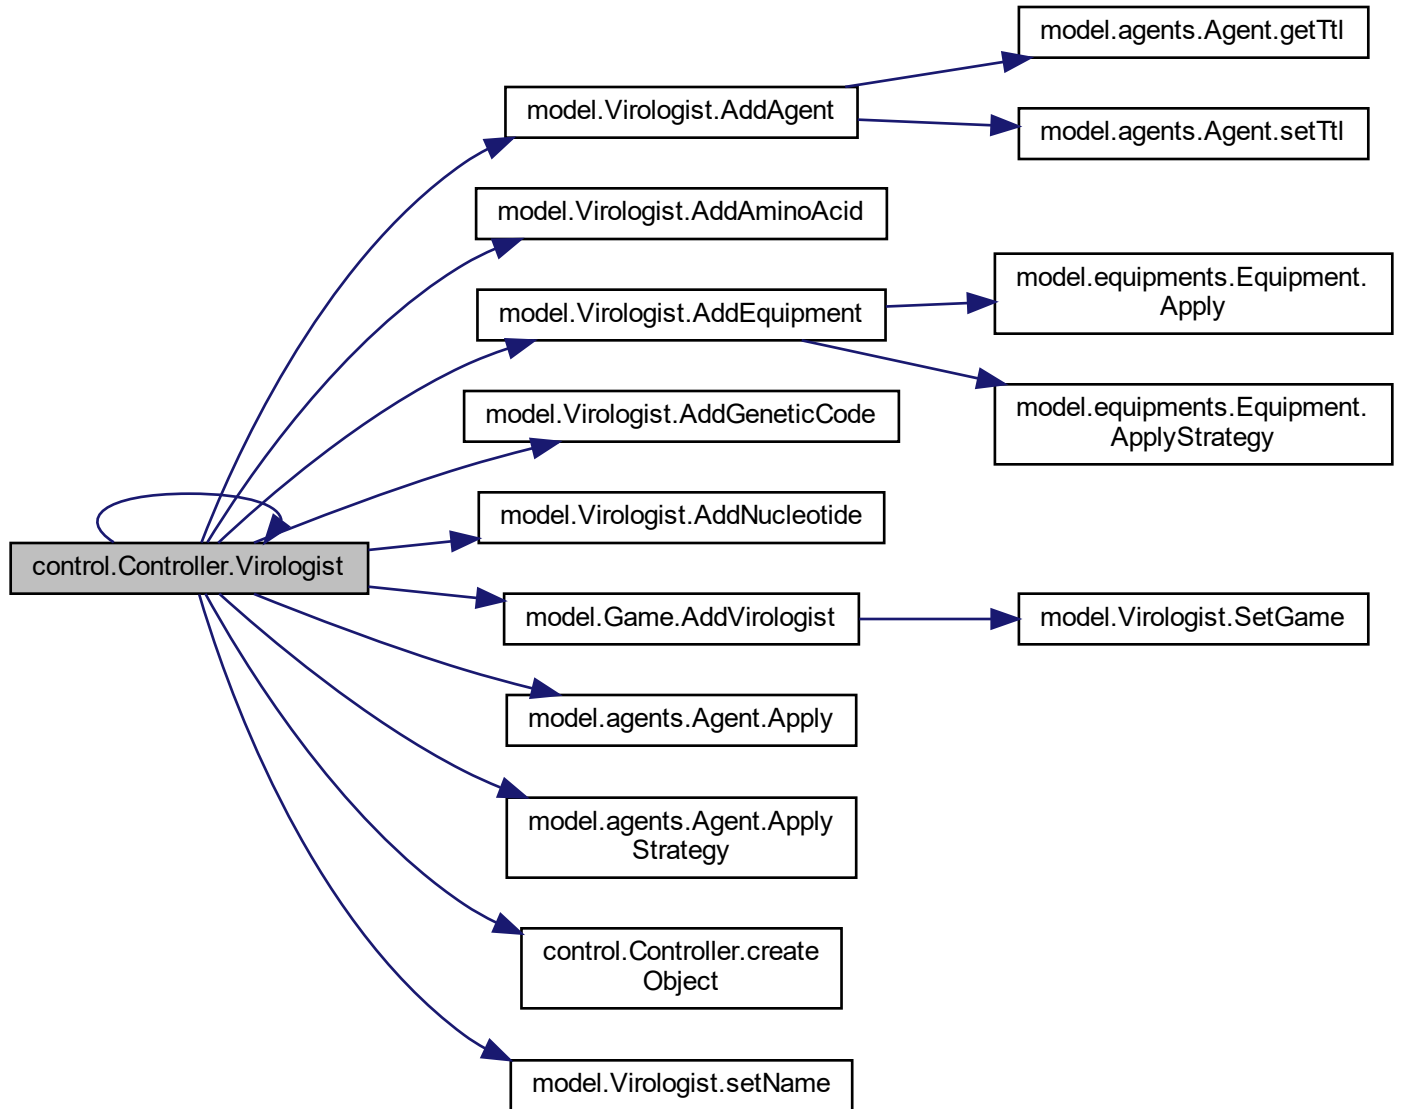 control.Controller.Virologist
model.Virologist.AddAgent
model.agents.Agent.getTtl
model.agents.Agent.setTtl
model.Virologist.AddAminoAcid
model.Virologist.AddEquipment
model.equipments.Equipment.
Apply
model.equipments.Equipment.
ApplyStrategy
model.Virologist.AddGeneticCode
model.Virologist.AddNucleotide
model.Game.AddVirologist
model.Virologist.SetGame
model.agents.Agent.Apply
model.agents.Agent.Apply
Strategy
control.Controller.create
Object
model.Virologist.setName